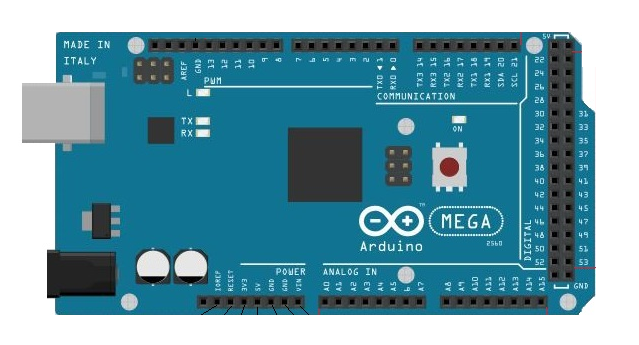 MADE IN
ITALY
AREF
GND
13
12
11
10
9
8
7
6
5
4
3
2
TX0 ◄ 1
RX0 ► 0
TX3 14
RX3 15
TX2 16
RX2 17
TX1 18
RX1 19
SDA 20
SCL 21
5V
PWM
COMMUNICATION
L
TX
RX
ON
22
24
26
28
30
31
32
33
34
35
36
37
38
39
40
41
42
43
44
45
46
47
48
49
50
51
52
53
GND
DIGITAL
Arduino
TM
MEGA
2560
POWER
ANALOG IN
IOREF
RESET
3V3
5V
GND
GND
VIN
A0
A1
A2
A3
A4
A5
6
A7
A8
A9
A10
A11
A12
A13
A14
A15